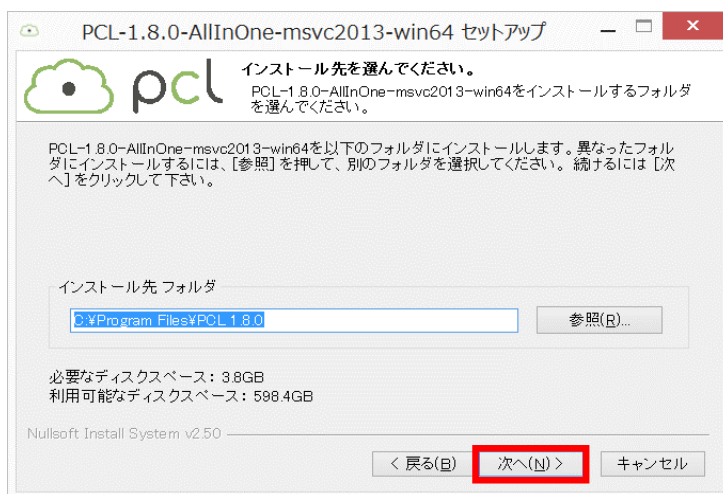 PCL-1.8.0-AllInOne-msvc2013-win64 セットアップ
pcl
インストール先を選んでください。
PCL-1.8.0-AllInOne-msvc2013-win64をインストールするフォルダ
を選んでください。
PCL-1.8.0-AllInOne-msvc2013-win64を以下のフォルダにインストールします。異なったフォル
ダにインストールするには、[参照] を押して、別のフォルダを選択してください。 続けるには [次
へ] をクリックして下さい。
インストール先 フォルダ
C:¥Program Files¥PCL 1.8.0
参照(R)...
必要なディスクスペース: 3.8GB
利用可能なディスクスペース: 598.4GB
Nullsoft Install System v2.50
< 戻る(B) 次へ(N) > キャンセル